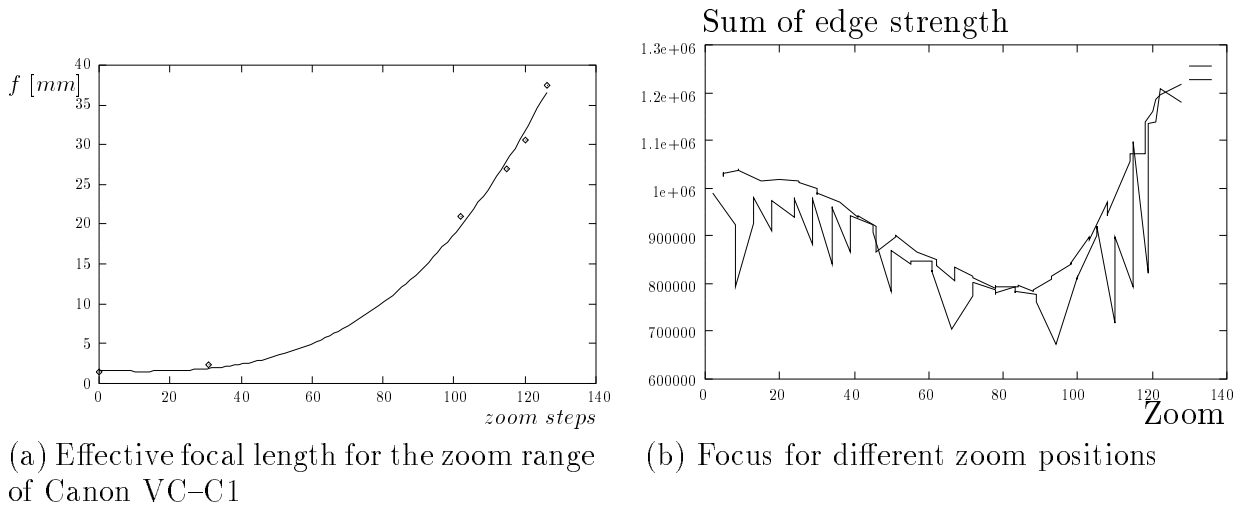 Sum of edge strength
f [mm]
40
35
30
25
20
15
10
5
0
0 20 40 60 80 100 120 140
zoom steps
1.3e+06
1.2e+06
1.1e+06
1e+06
900000
800000
700000
600000
0 20 40 60 80 100 120 140
Zoom
(a) Effective focal length for the zoom range
of Canon VC–C1
(b) Focus for different zoom positions